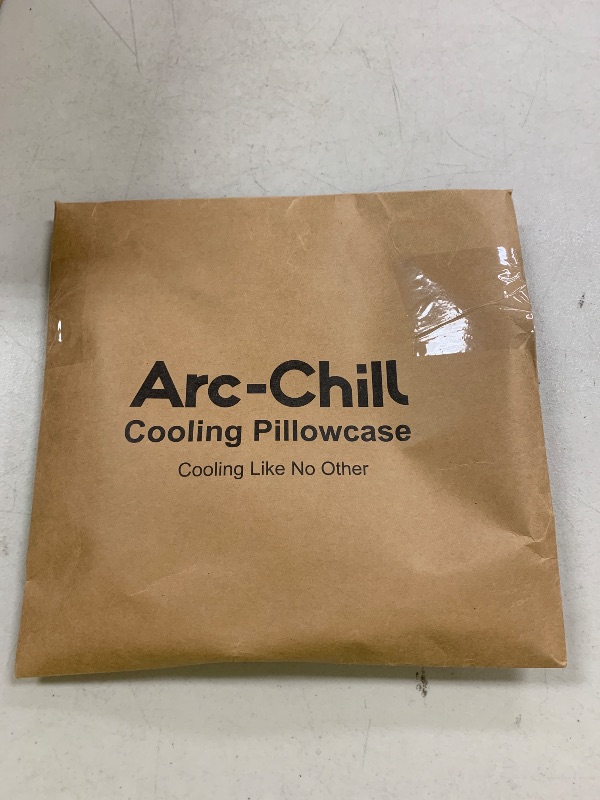 Arc-Chill
Cooling Pillowcase
Cooling Like No Other